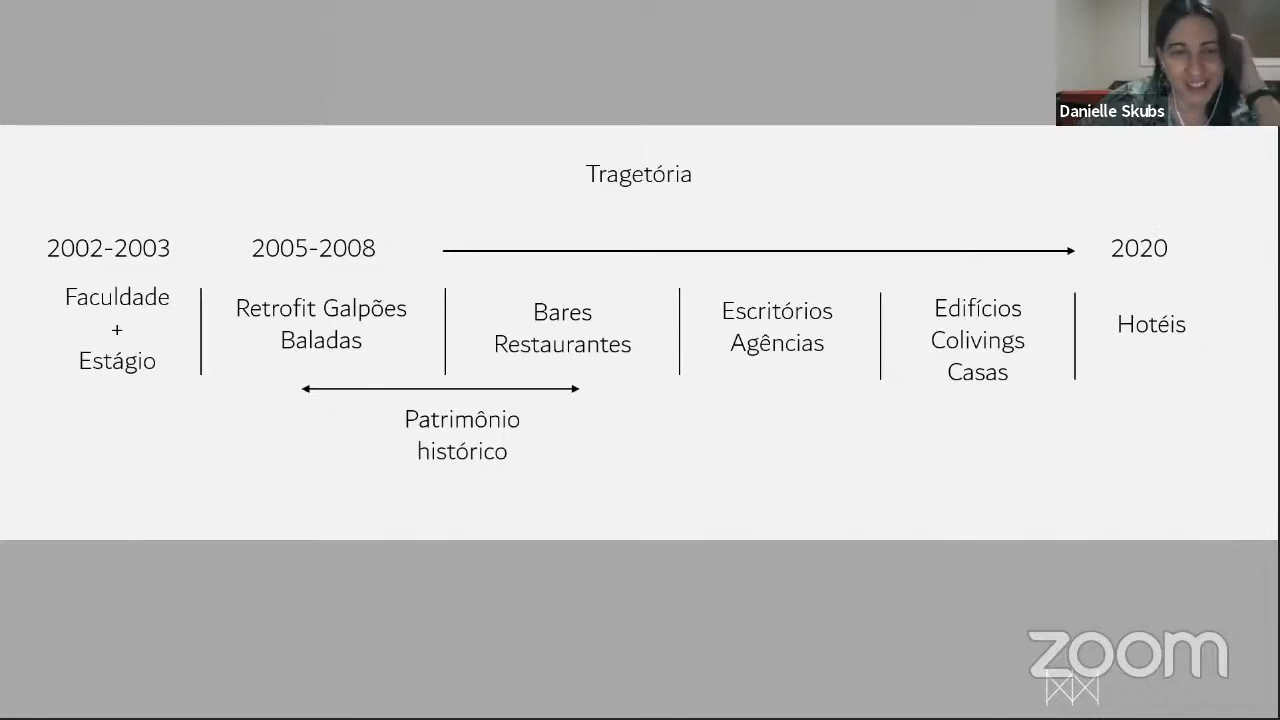 Danielle Skubs
Tragetória
2002-2003
2005-2008
2020
Faculdade
+
Estágio
Retrofit Galpões
Baladas
Bares
Restaurantes
Escritórios
Agências
Edifícios
Colivings
Casas
Hotéis
Patrimônio
histórico
zoom